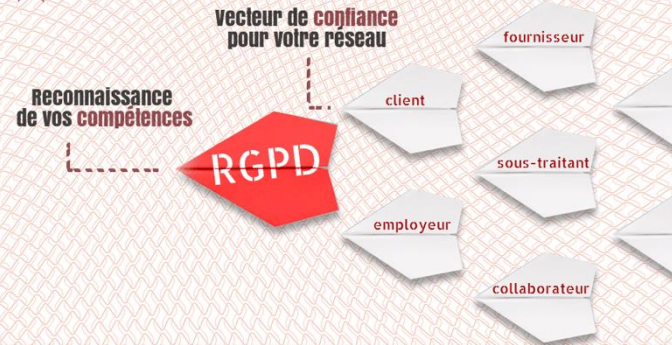 Vecteur de confiance
pour votre réseau
fournisseur
Reconnaissance
de vos compétences
client
RGPD
sous-traitant
employeur
collaborateur